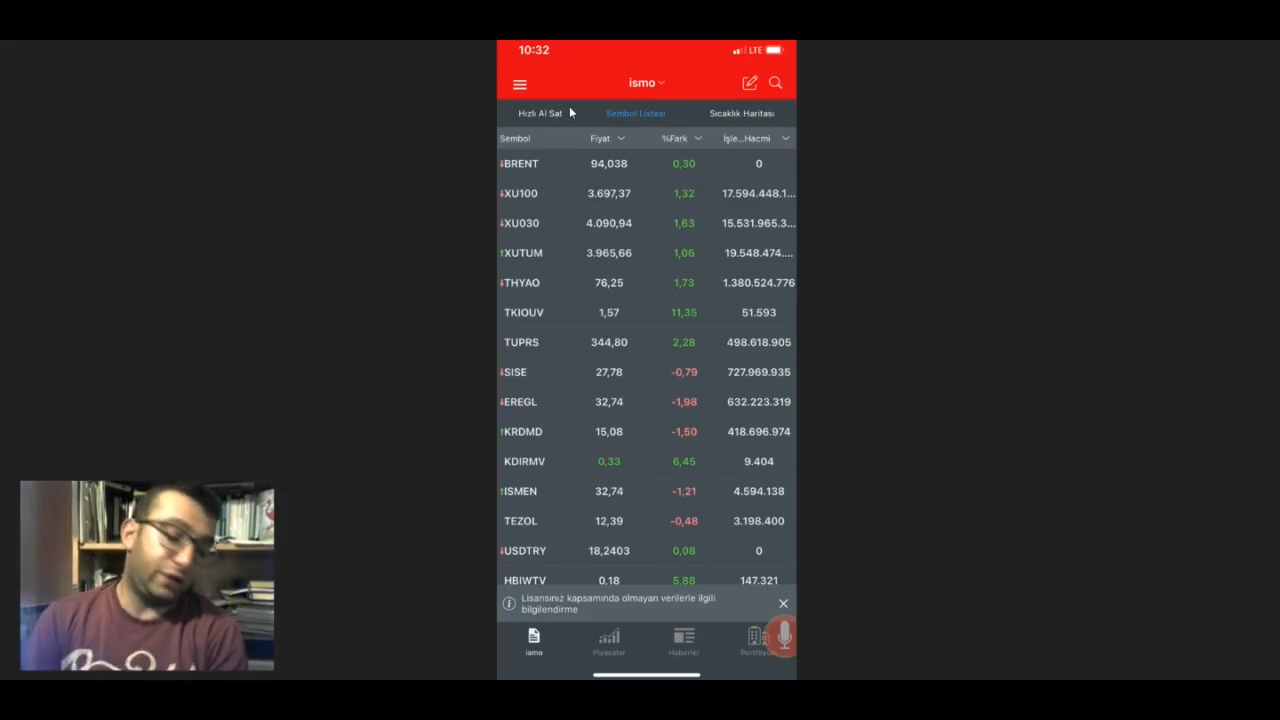 10:32 LTE
ismo
Hızlı Al Sat Sembol Listesi Sıcaklık Haritası
Sembol Fiyat %Fark İşle...Hacmi
BRENT 94,038 0,30 0
XU100 3.697,37 1,32 17.594.448.1...
XU030 4.090,94 1,63 15.531.965.3...
XUTUM 3.965,66 1,06 19.548.474....
THYAO 76,25 1,73 1.380.524.776
TKIOUV 1,57 11,35 51.593
TUPRS 344,80 2,28 498.618.905
SISE 27,78 -0,79 727.969.935
EREGL 32,74 -1,98 632.223.319
KRDMD 15,08 -1,50 418.696.974
KDIRMV 0,33 6,45 9.404
ISMEN 32,74 -1,21 4.594.138
TEZOL 12,39 -0,48 3.198.400
USDTRY 18,2403 0,08 0
HBIWTV 0,18 5,88 147.321
Lisansınız kapsamında olmayan verilerle ilgili
bilgilendirme
ismo Piyasalar Haberler